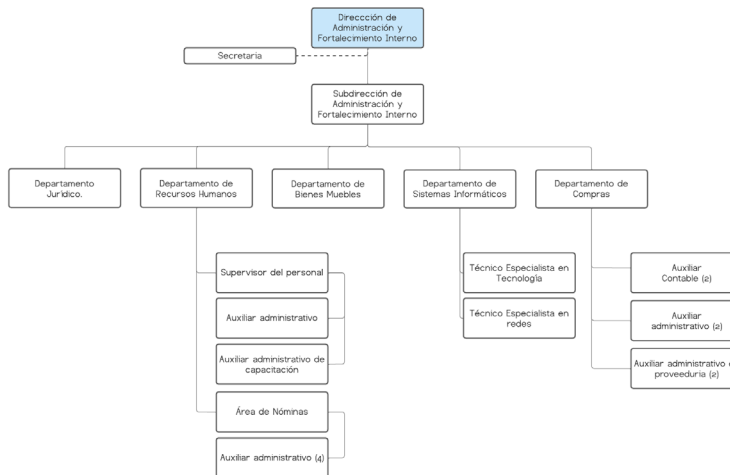 Direccción de
Administración y
Fortalecimiento Interno
Secretaria
Subdirección de
Administración y
Fortalecimiento Interno
Departamento
Jurìdico.
Departamento de
Recursos Humanos
Departamento de
Bienes Muebles
Departamento de
Sistemas Informáticos
Departamento de
Compras
Supervisor del personal
Auxiliar administrativo
Auxiliar administrativo de
capacitación
Área de Nóminas
Auxiliar administrativo (4)
Técnico Especialista en
Tecnología
Técnico Especialista en
redes
Auxiliar
Contable (2)
Auxiliar
administrativo (2)
Auxiliar administrativo
proveeduria (2)